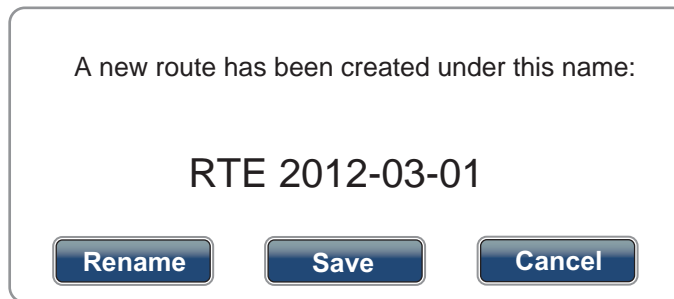 A new route has been created under this name:
RTE 2012-03-01
Rename Save Cancel